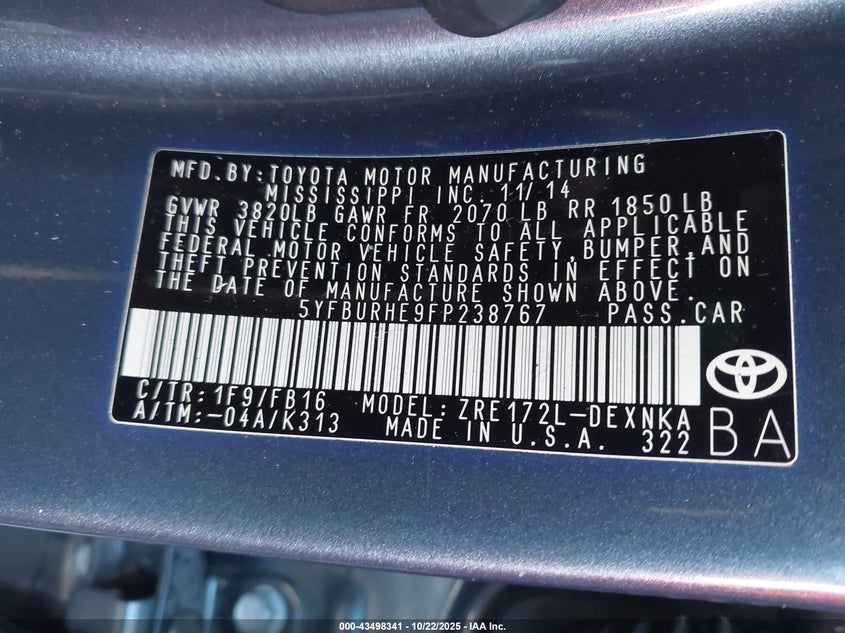 MFD.BY:TOYOTA MOTOR MANUFACTURING
MISSISSIPPI INC. 11/14
GVWR 3820LB GAWR FR 2070 LB RR 1850 LB
THIS VEHICLE CONFORMS TO ALL APPLICABLE
FEDERAL MOTOR VEHICLE SAFETY,BUMPER,AND
THEFT PREVENTION STANDARDS IN EFFECT ON
THE DATE OF MANUFACTURE SHOWN ABOVE.
5YFBURHE9FP238767 PASS.CAR
C/TR: 1F9/FB16 MODEL: ZRE172L-DEXNKA
A/TM:-04A/K313 MADE IN U.S.A. 322 BA
000-43498341 - 10/22/2025 - IAA Inc.